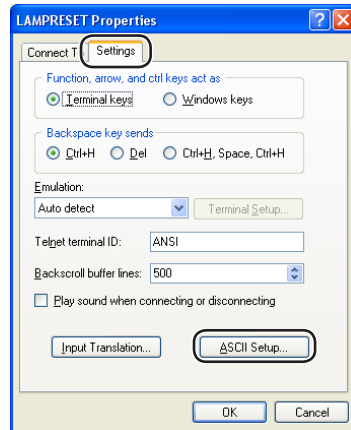 LAMPRESET Properties
Connect T Settings
Function, arrow, and ctrl keys act as
Terminal keys Windows keys
Backspace key sends
Ctrl+H Del Ctrl+H, Space, Ctrl+H
Emulation:
Auto detect Terminal Setup...
Telnet terminal ID: ANSI
Backscroll buffer lines: 500
Play sound when connecting or disconnecting
Input Translation... ASCII Setup...
OK Cancel